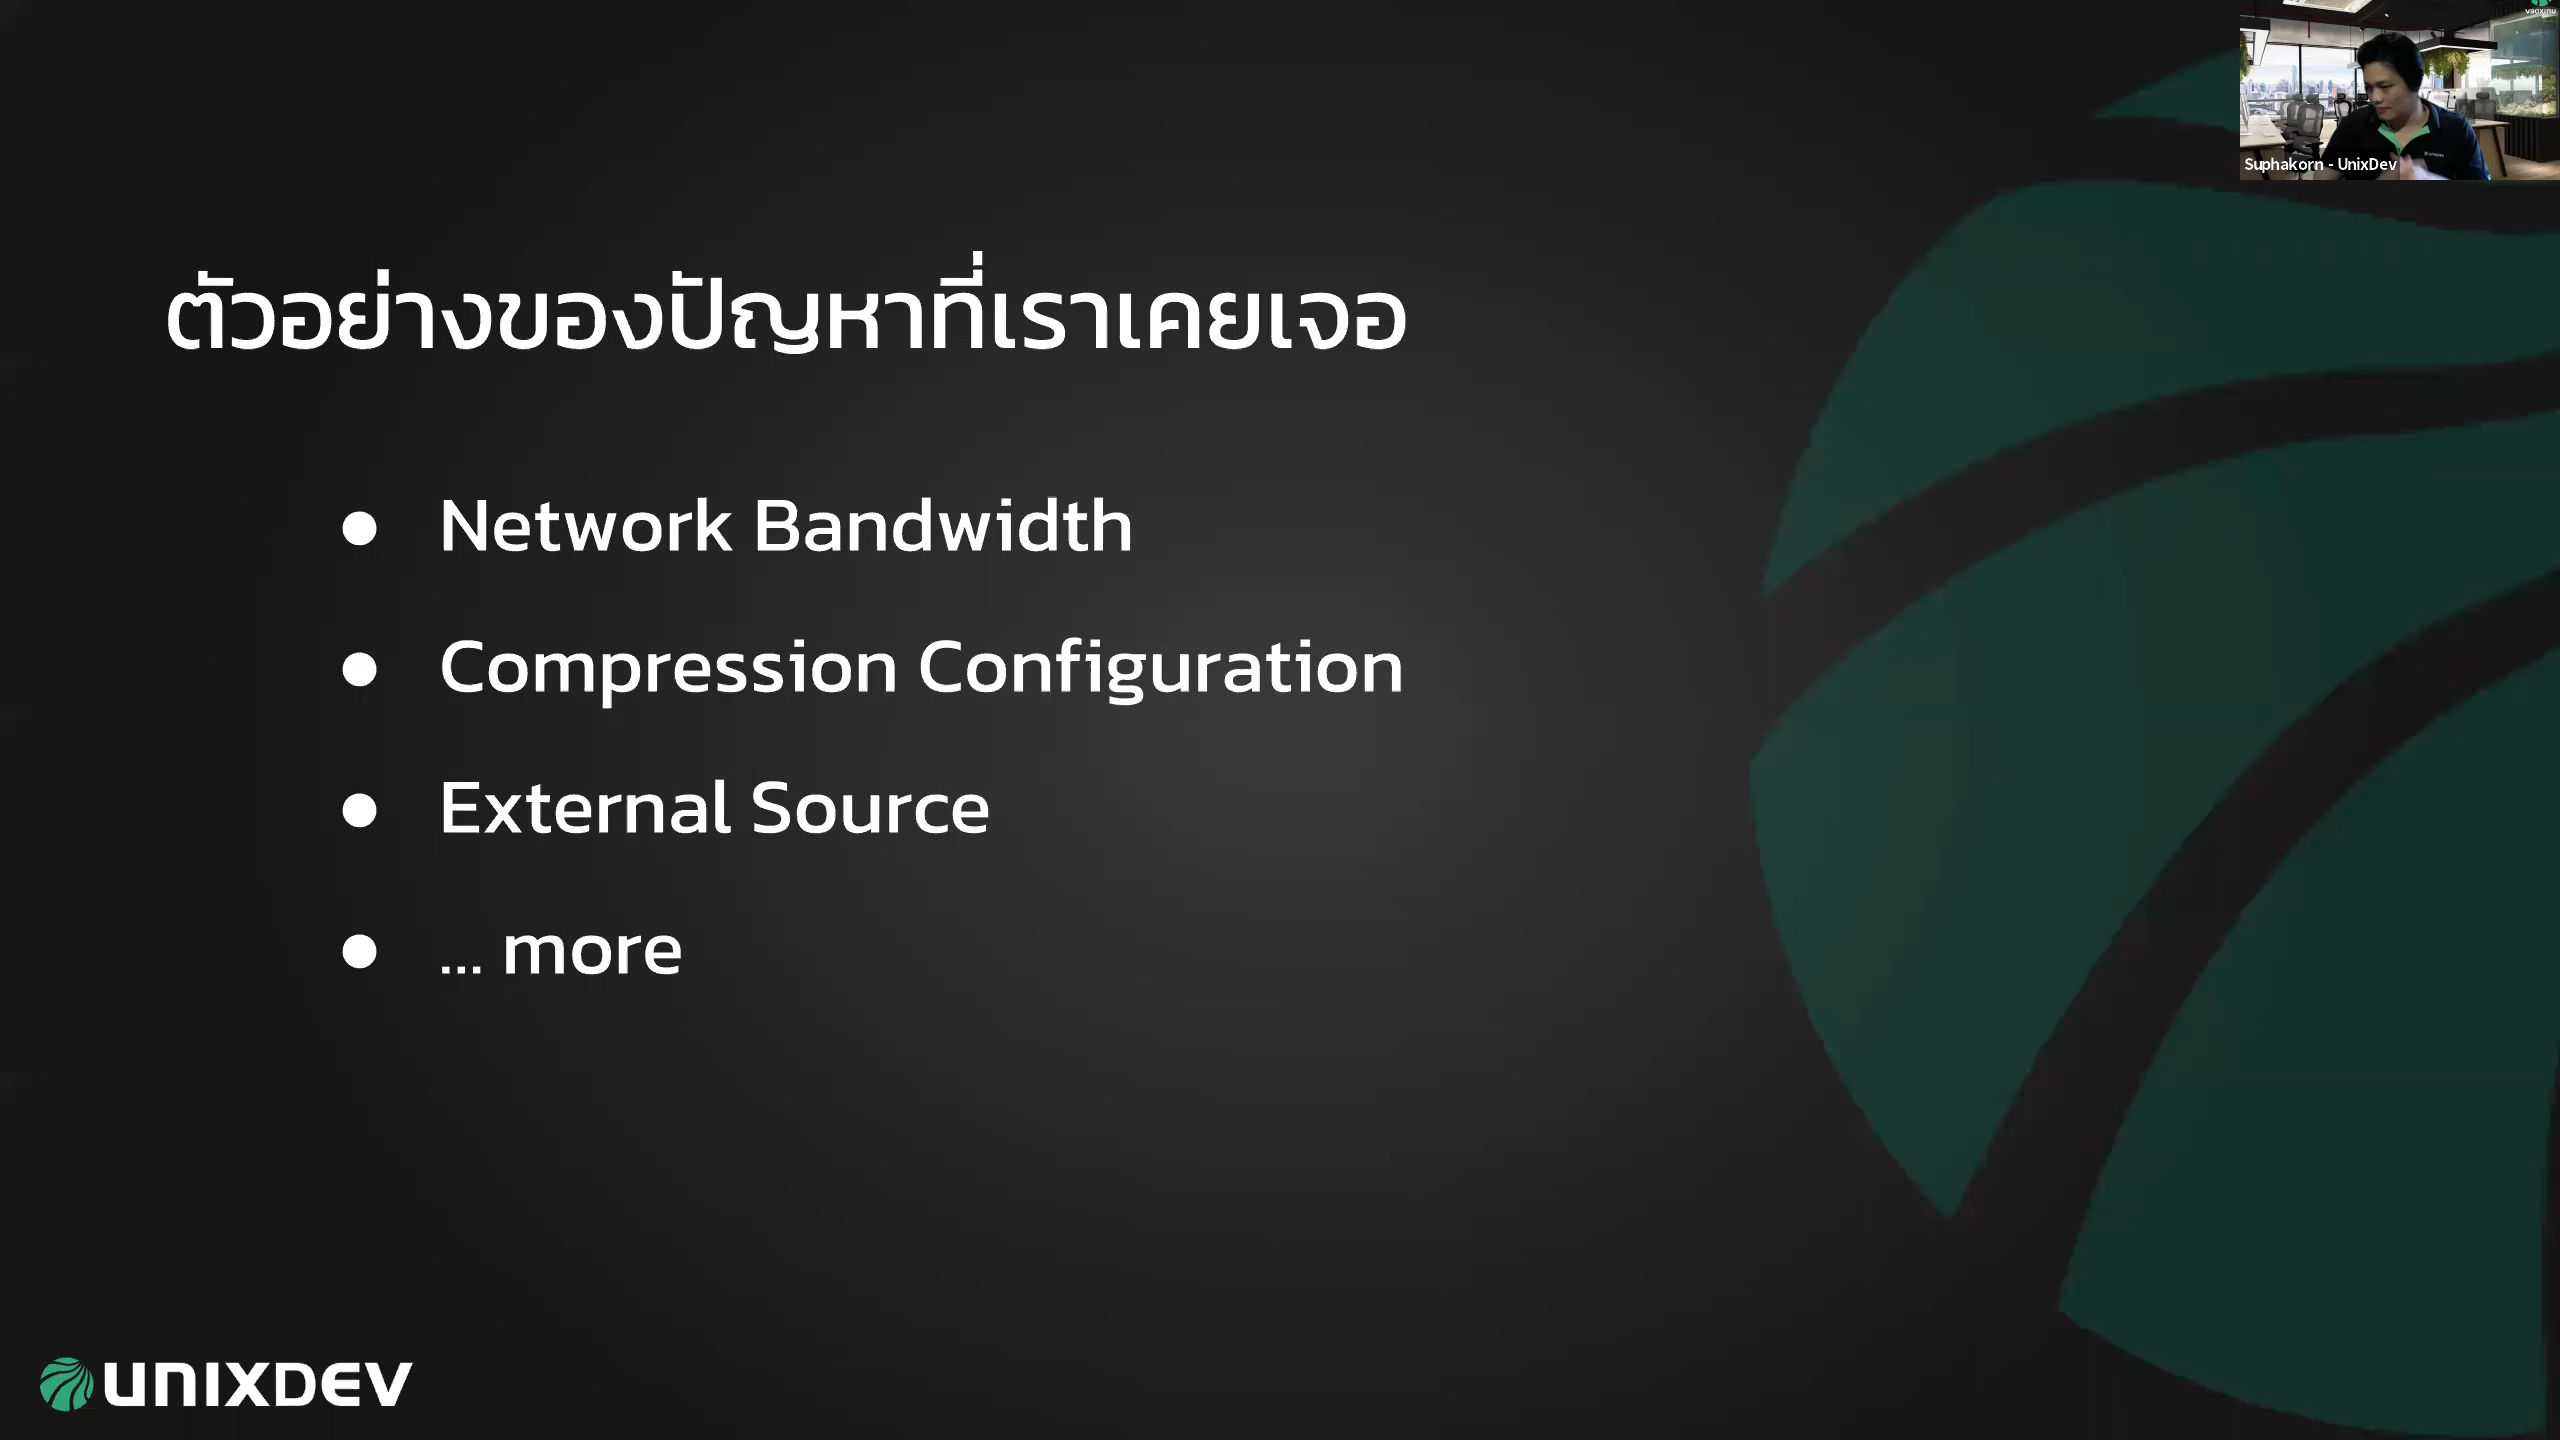 Suphakorn - UnixDev
ตัวอย่างของปัญหาที่เราเคยเจอ
● Network Bandwidth
● Compression Configuration
● External Source
● ... more
UNIXDEV